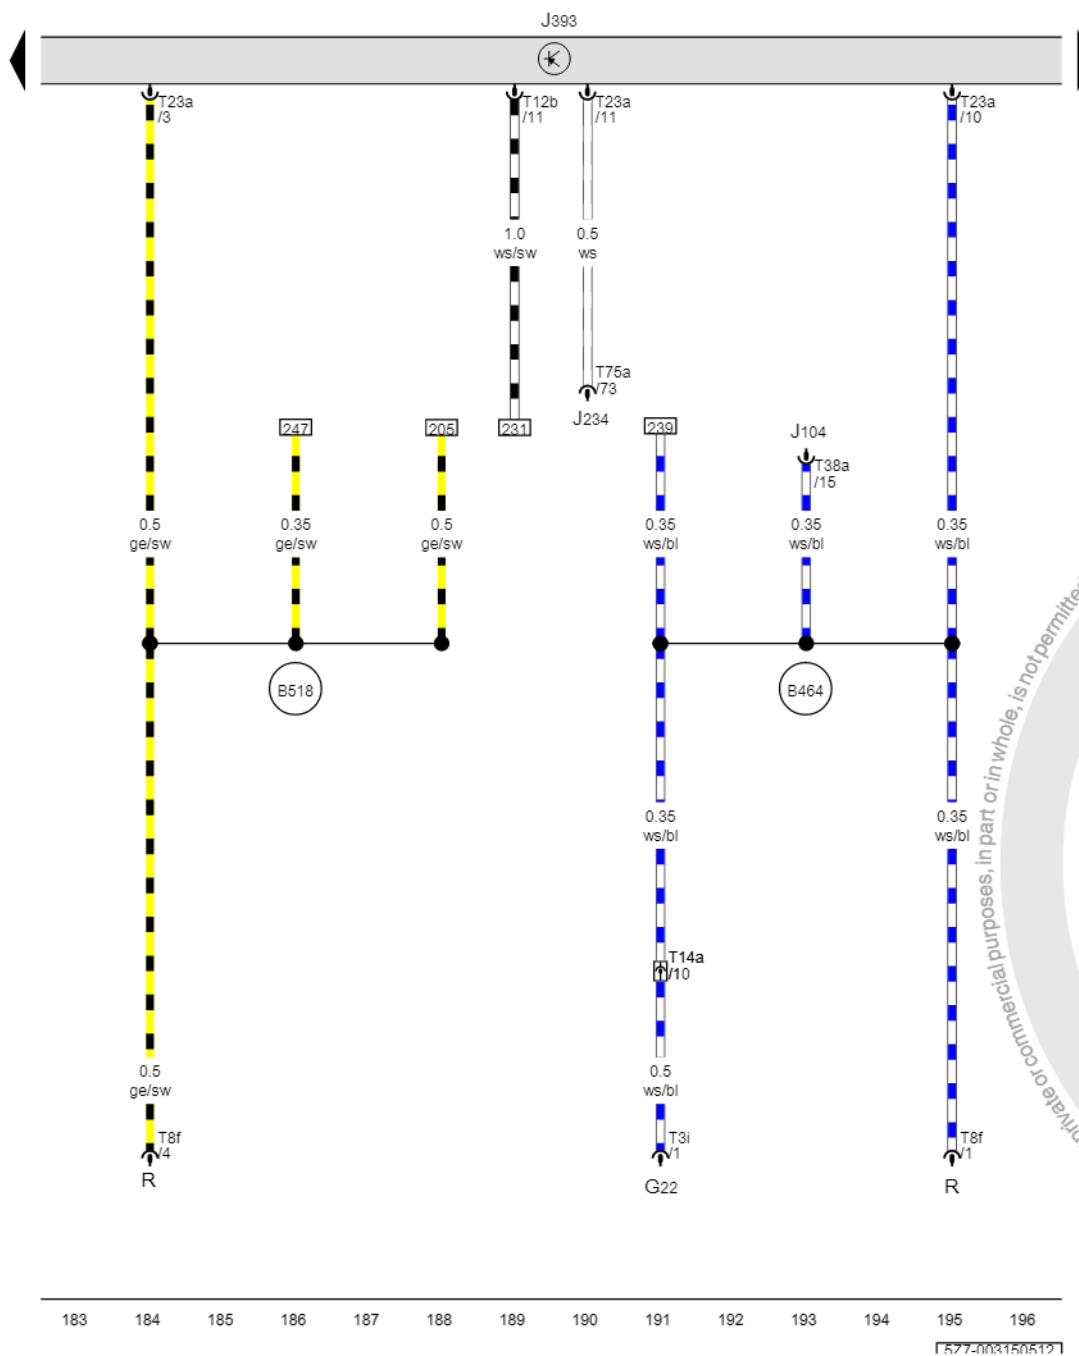 J393
T23a
/3
T12b
/11
T23a
/11
T23a
/10
1.0
ws/sw
0.5
ws
T75a
/73
J234
247
205
231
239
J104
T38a
/15
0.5
ge/sw
0.35
ge/sw
0.5
ge/sw
0.35
ws/bl
0.35
ws/bl
0.35
ws/bl
B518
B464
0.35
ws/bl
0.35
ws/bl
T14a
/10
0.5
ge/sw
0.5
ws/bl
T8f
/4
R
T3i
/1
G22
T8f
/1
R
private or commercial purposes, in part or in whole, is not permitted
183 184 185 186 187 188 189 190 191 192 193 194 195 196
577-003150512